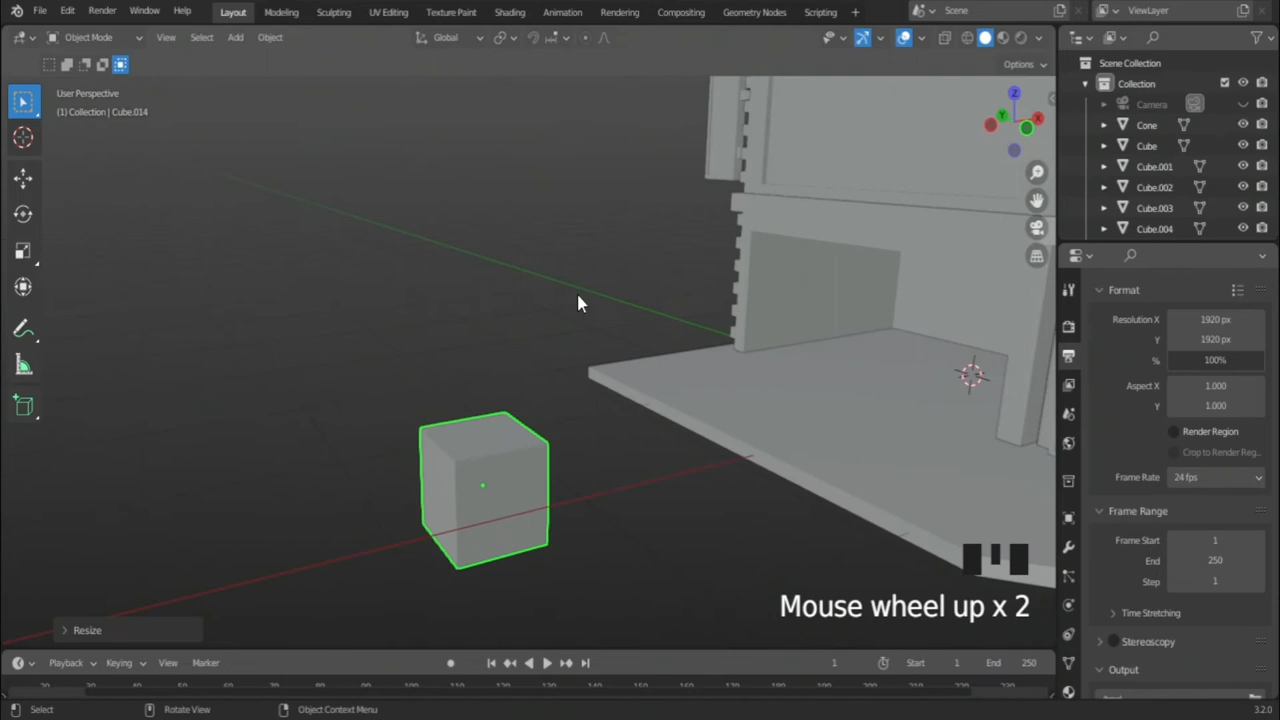 File Edit Render Window Help Layout Modeling Sculpting UV Editing Texture Paint Shading Animation Rendering Compositing Geometry Nodes Scripting + Scene ViewLayer
Object Mode View Select Add Object Global
Options
User Perspective
(1) Collection | Cube.014
Z
Y
X
Scene Collection
Collection
Camera
Cone
Cube
Cube.001
Cube.002
Cube.003
Cube.004
Format
Resolution X 1920 px
Y 1920 px
% 100%
Aspect X 1.000
Y 1.000
Render Region
Crop to Render Reg..
Frame Rate 24 fps
Frame Range
Frame Start 1
End 250
Step 1
Time Stretching
Stereoscopy
Output
Mouse wheel up x 2
Resize
Playback Keying View Marker 1 Start 1 End 250
Select Rotate View Object Context Menu 3.2.0